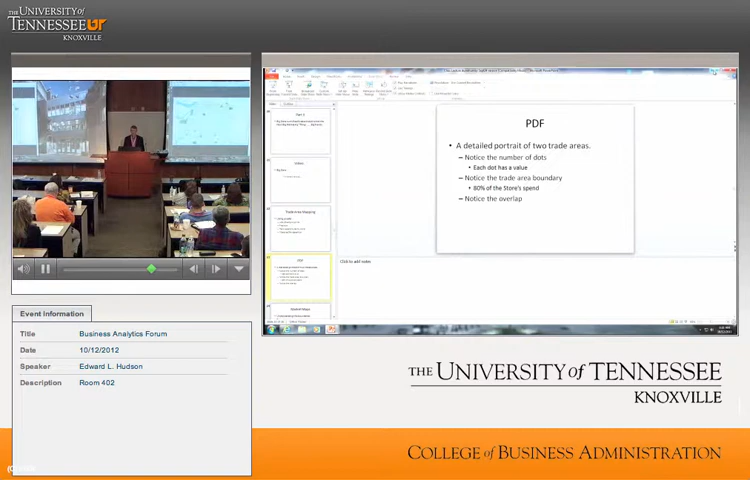 THE UNIVERSITY of
TENNESSEE UT
KNOXVILLE
PDF
• A detailed portrait of two trade areas.
– Notice the number of dots
• Each dot has a value
– Notice the trade area boundary
• 80% of the Store's spend
– Notice the overlap
Click to add notes
Event Information
Title Business Analytics Forum
Date 10/12/2012
Speaker Edward L. Hudson
Description Room 402
THE UNIVERSITY of TENNESSEE
KNOXVILLE
COLLEGE of BUSINESS ADMINISTRATION